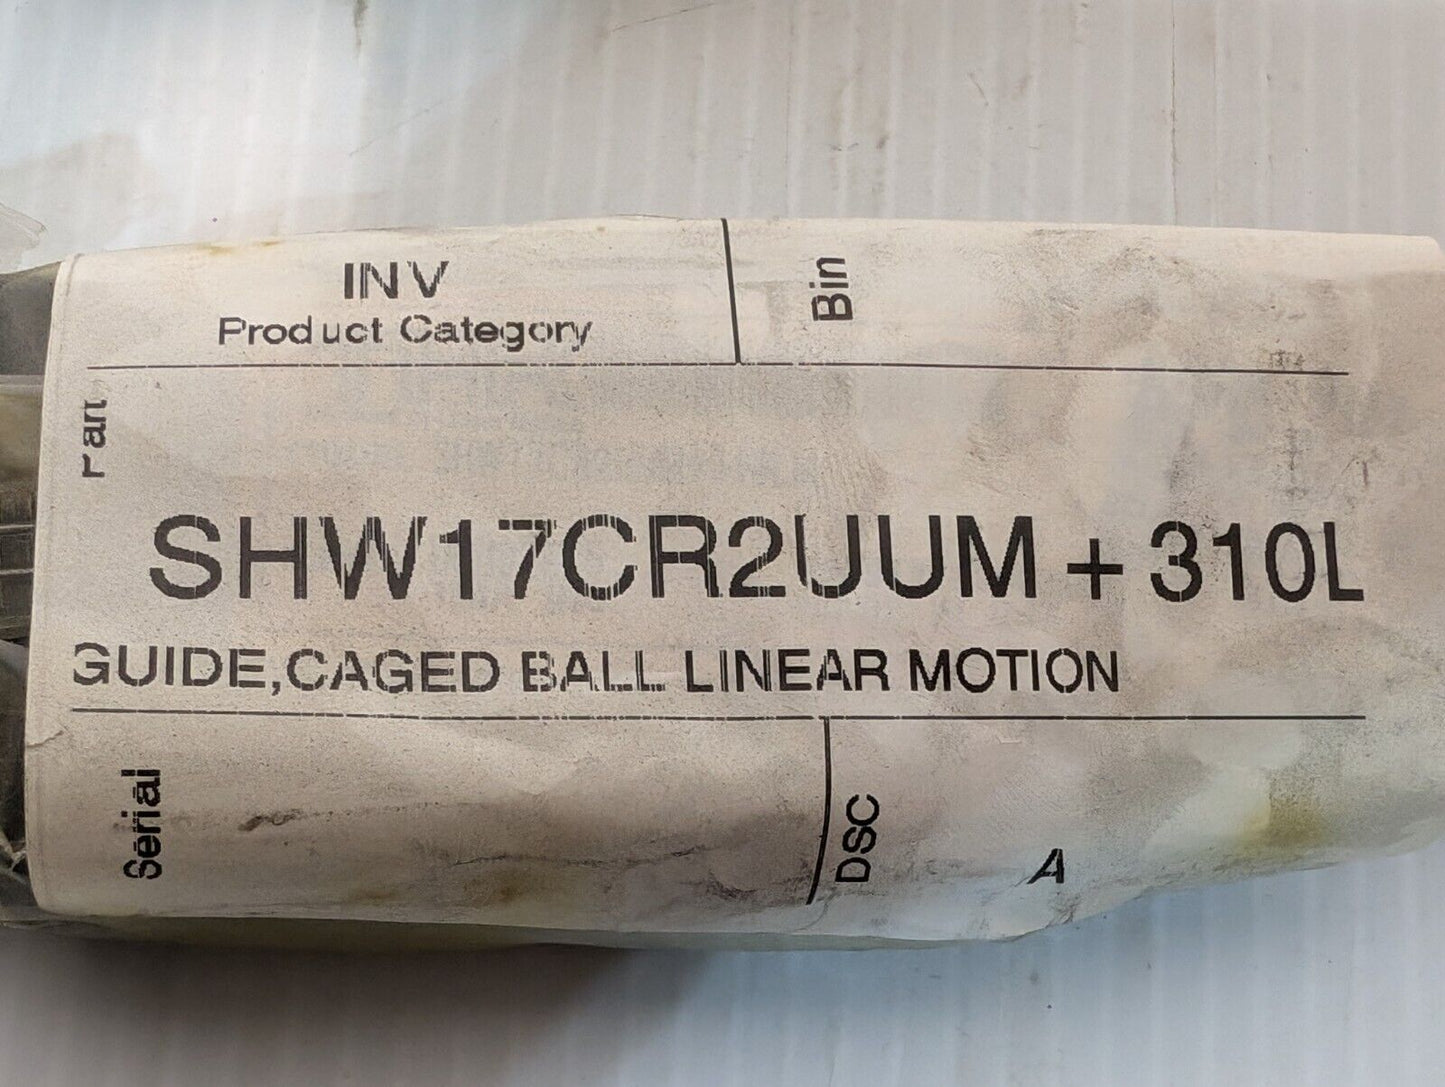 INV
Product Category
Bin
Part
SHW17CR2UUM + 310L
GUIDE,CAGED BALL LINEAR MOTION
Serial
DSC
A